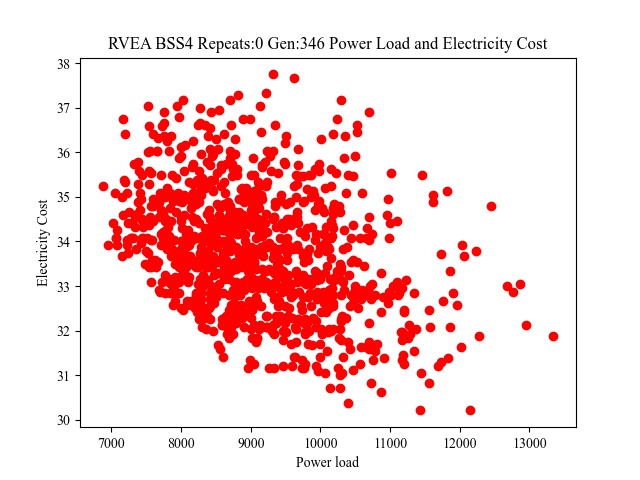 RVEA BSS4 Repeats:0 Gen:346 Power Load and Electricity Cost
38
37
36
35
34
33
32
31
30
Electricity Cost
7000 8000 9000 10000 11000 12000 13000
Power load